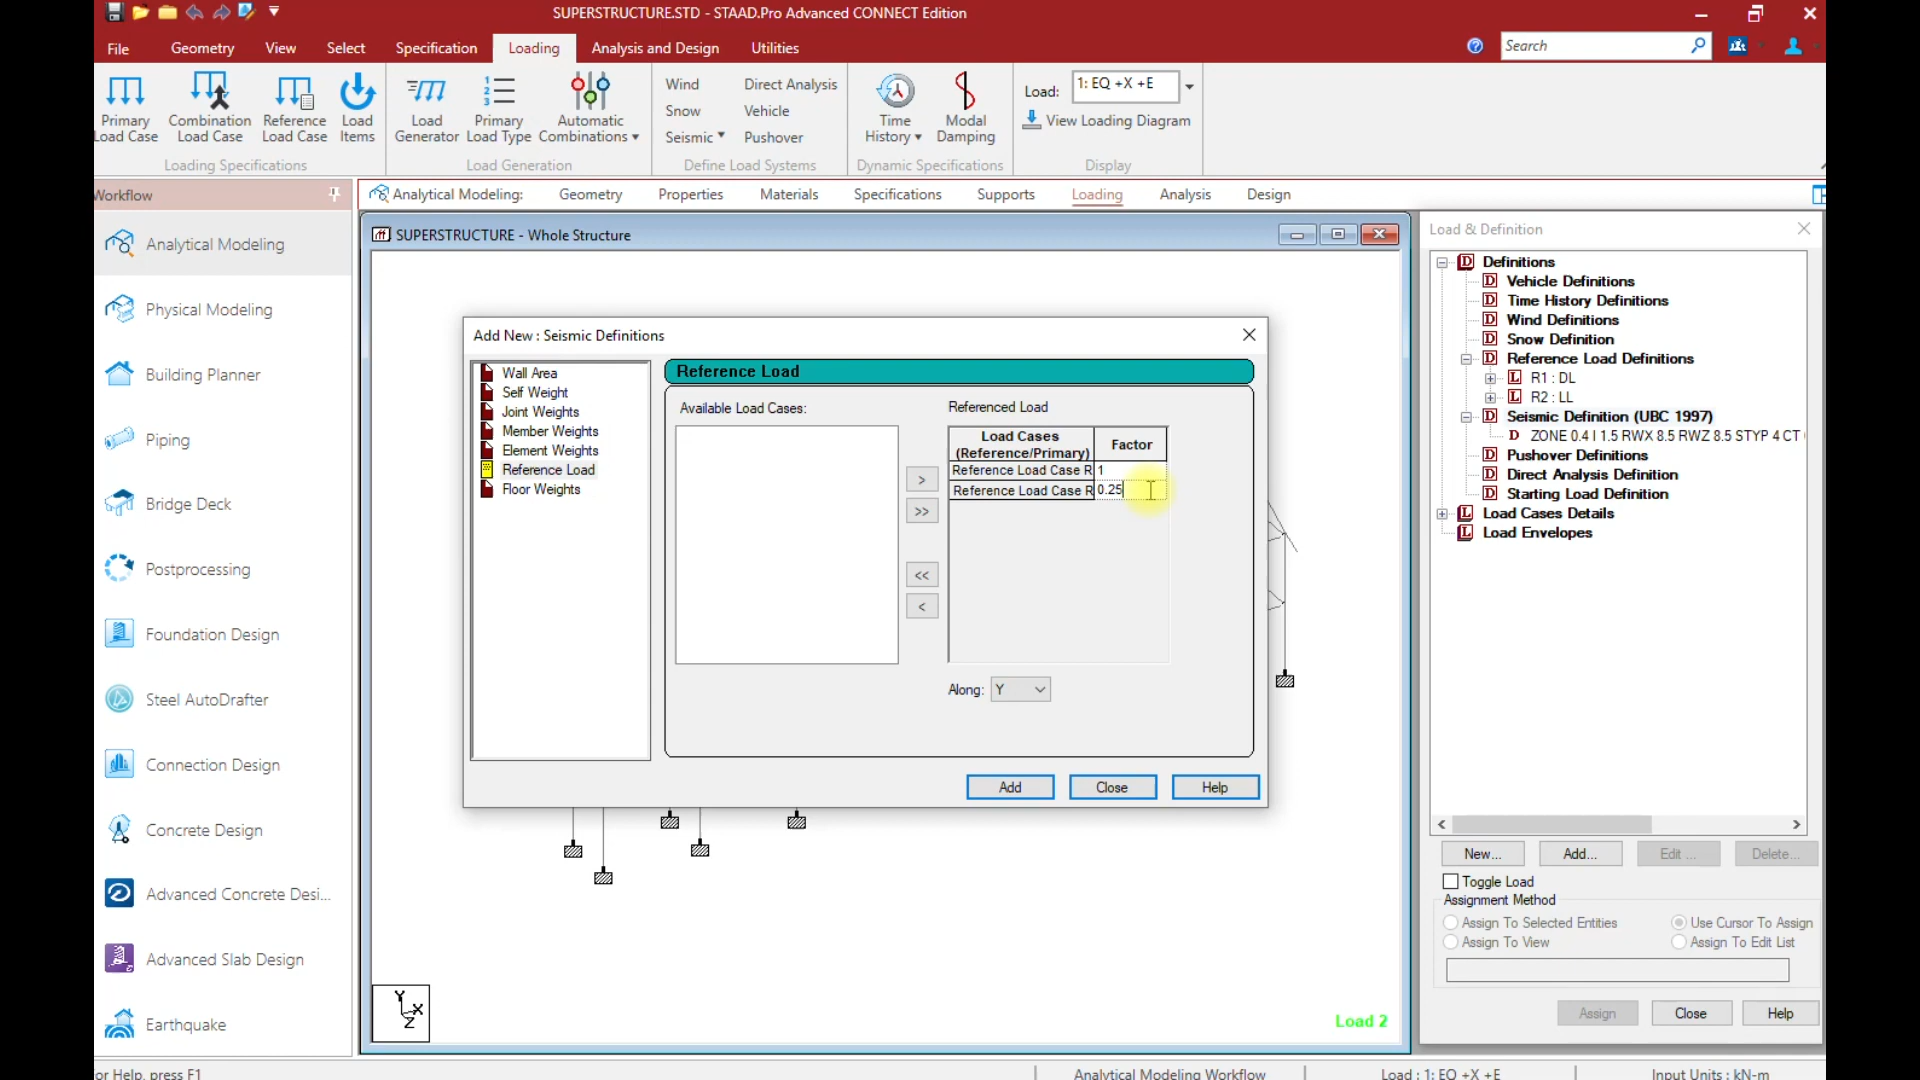 SUPERSTRUCTURE.STD - STAAD.Pro Advanced CONNECT Edition
File Geometry View Select Specification Loading Analysis and Design Utilities Search
Primary Load Case
Combination Load Case
Reference Load Case
Load Items
Loading Specifications
Load Generator
Primary Load Type
Automatic Combinations
Load Generation
Wind
Snow
Seismic
Direct Analysis
Vehicle
Pushover
Define Load Systems
Time History
Modal Damping
Dynamic Specifications
Load: 1: EQ +X +E
View Loading Diagram
Display
Workflow
Analytical Modeling: Geometry Properties Materials Specifications Supports Loading Analysis Design
Analytical Modeling
Physical Modeling
Building Planner
Piping
Bridge Deck
Postprocessing
Foundation Design
Steel AutoDrafter
Connection Design
Concrete Design
Advanced Concrete Desi...
Advanced Slab Design
Earthquake
SUPERSTRUCTURE - Whole Structure
Add New : Seismic Definitions
Wall Area
Self Weight
Joint Weights
Member Weights
Element Weights
Reference Load
Floor Weights
Reference Load
Available Load Cases:
>
>>
<<
<
Referenced Load
Load Cases (Reference/Primary) Factor
Reference Load Case R 1
Reference Load Case R 0.25
Along: Y
Add Close Help
Y
X
Z
Load 2
Load & Definition
Definitions
Vehicle Definitions
Time History Definitions
Wind Definitions
Snow Definition
Reference Load Definitions
R1 : DL
R2 : LL
Seismic Definition (UBC 1997)
ZONE 0.4 I 1.5 RWX 8.5 RWZ 8.5 STYP 4 CT
Pushover Definitions
Direct Analysis Definition
Starting Load Definition
Load Cases Details
Load Envelopes
New... Add... Edit ... Delete...
Toggle Load
Assignment Method
Assign To Selected Entities Use Cursor To Assign
Assign To View Assign To Edit List
Assign Close Help
or Help, press F1 Analytical Modeling Workflow Load : 1: EQ +X +E Input Units : kN-m